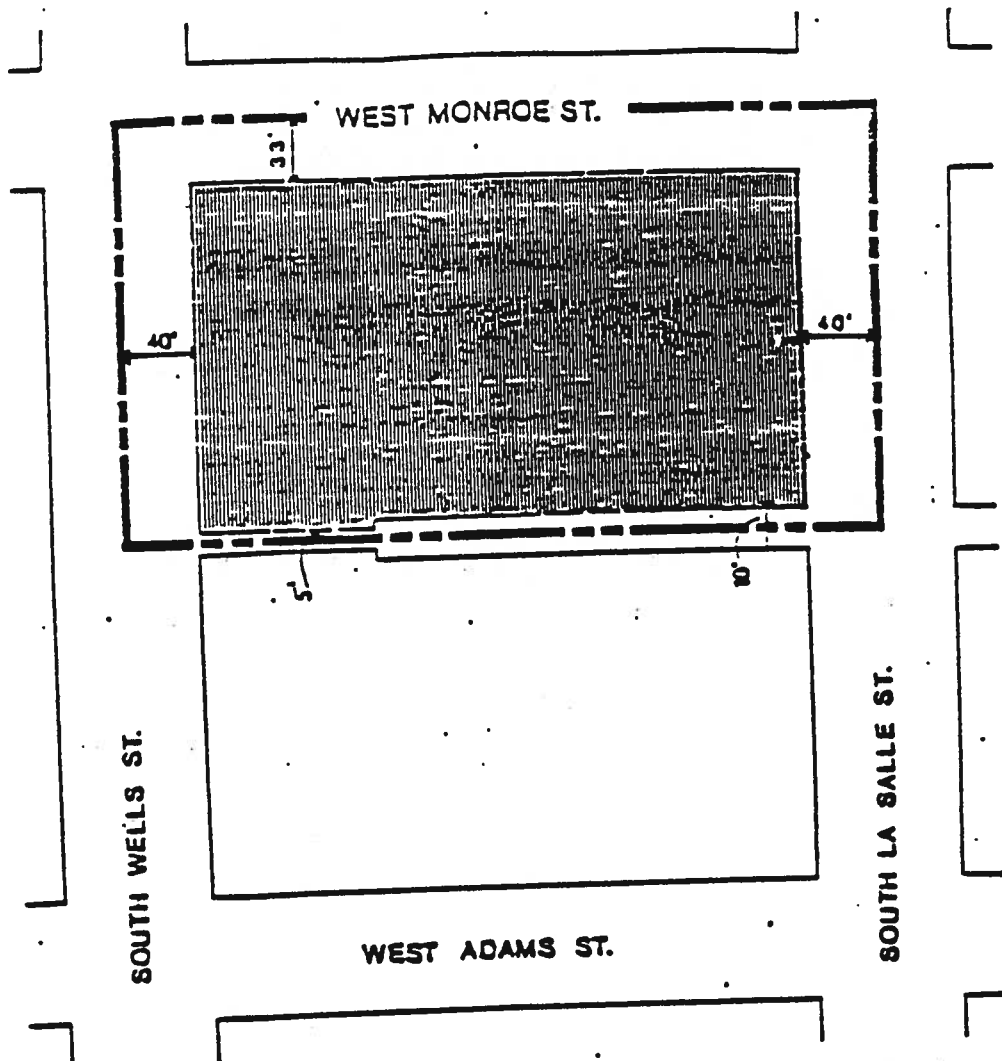 WEST MONROE ST.
33'
40'
40'
5'
10'
SOUTH WELLS ST.
SOUTH LA SALLE ST.
WEST ADAMS ST.